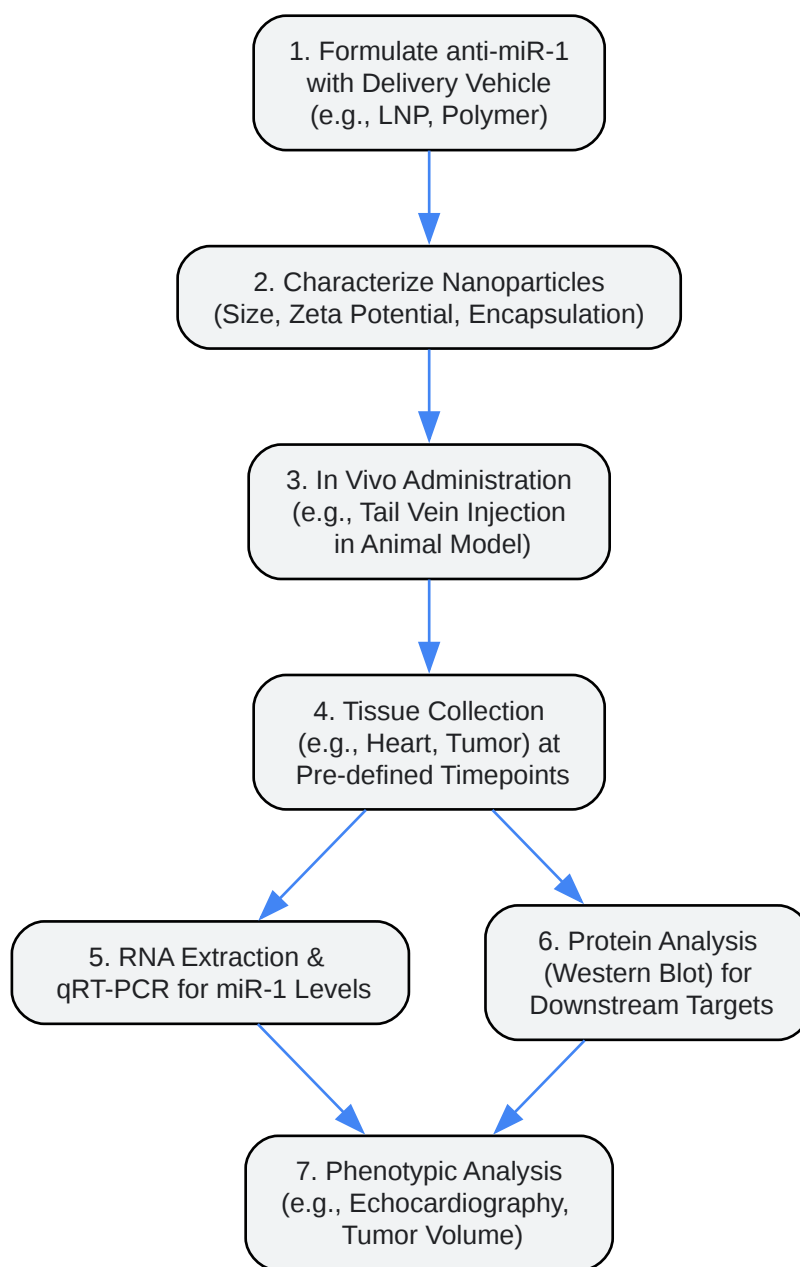 1. Formulate anti-miR-1
with Delivery Vehicle
(e.g., LNP, Polymer)
2. Characterize Nanoparticles
(Size, Zeta Potential, Encapsulation)
3. In Vivo Administration
(e.g., Tail Vein Injection
in Animal Model)
4. Tissue Collection
(e.g., Heart, Tumor) at
Pre-defined Timepoints
5. RNA Extraction &
qRT-PCR for miR-1 Levels
6. Protein Analysis
(Western Blot) for
Downstream Targets
7. Phenotypic Analysis
(e.g., Echocardiography,
Tumor Volume)